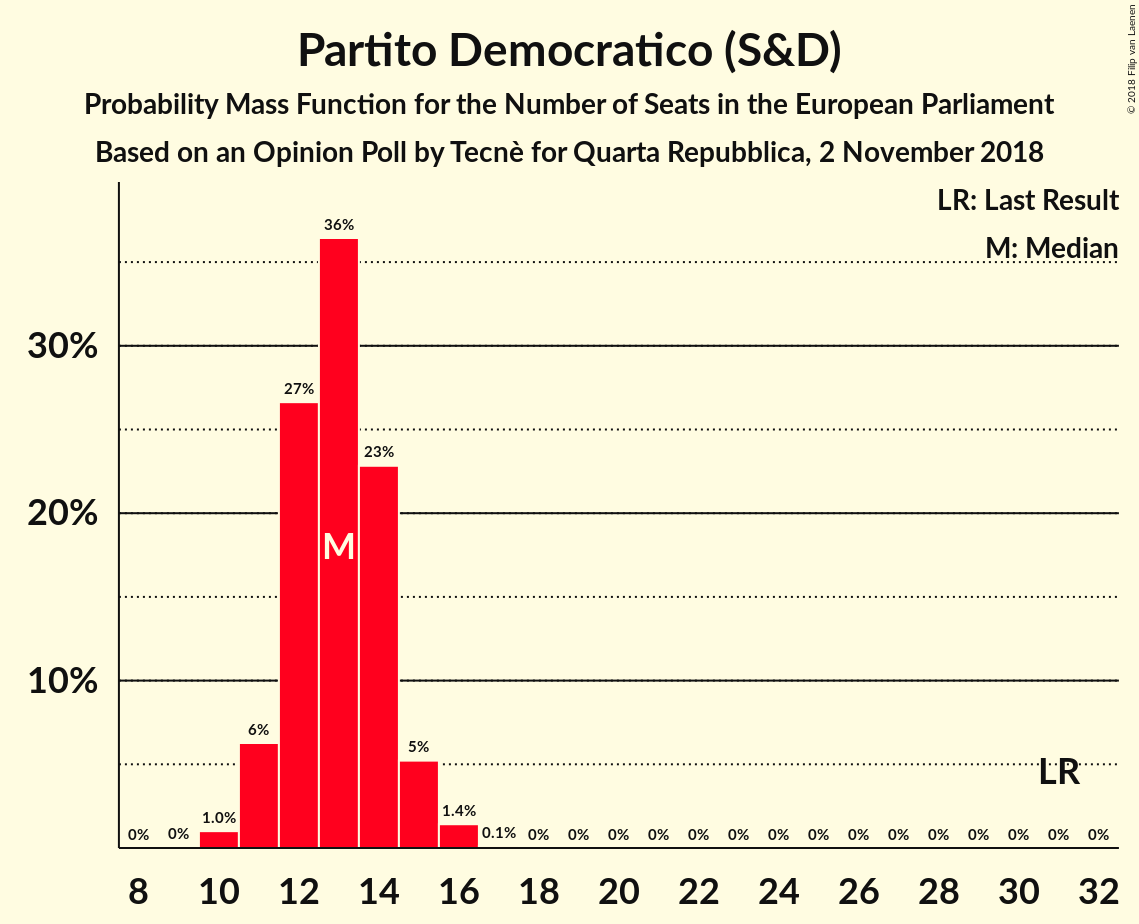 Partito Democratico (S&D)
Probability Mass Function for the Number of Seats in the European Parliament
Based on an Opinion Poll by Tecnè for Quarta Repubblica, 2 November 2018
© 2018 Filip van Laenen
LR: Last Result
M: Median
36%
30%
27%
23%
20%
M
10%
6%
5%
LR
1.0%
1.4%
0% 0% 0.1% 0% 0% 0% 0% 0% 0% 0% 0% 0% 0% 0% 0% 0% 0% 0%
8 10 12 14 16 18 20 22 24 26 28 30 32